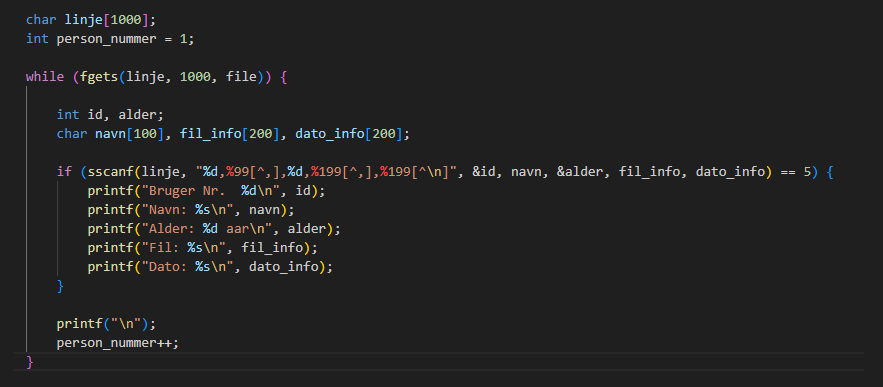 char linje[1000];
int person_nummer = 1;
while (fgets(linje, 1000, file)) {
int id, alder;
char navn[100], fil_info[200], dato_info[200];
if (sscanf(linje, "%d,%99[^,],%d,%199[^,],%199[^\n]", &id, navn, &alder, fil_info, dato_info) == 5) {
printf("Bruger Nr.  %d\n", id);
printf("Navn: %s\n", navn);
printf("Alder: %d aar\n", alder);
printf("Fil: %s\n", fil_info);
printf("Dato: %s\n", dato_info);
}
printf("\n");
person_nummer++;
}